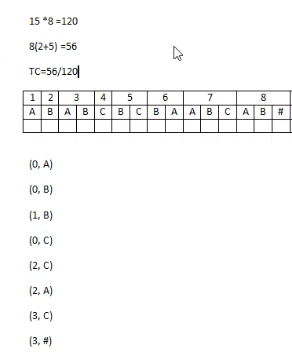 15 *8 =120
8(2+5) =56
TC=56/120
1 2 3 4 5 6 7 8
A B A B C B C B A A B C A B #
(0, A)
(0, B)
(1, B)
(0, C)
(2, C)
(2, A)
(3, C)
(3, #)